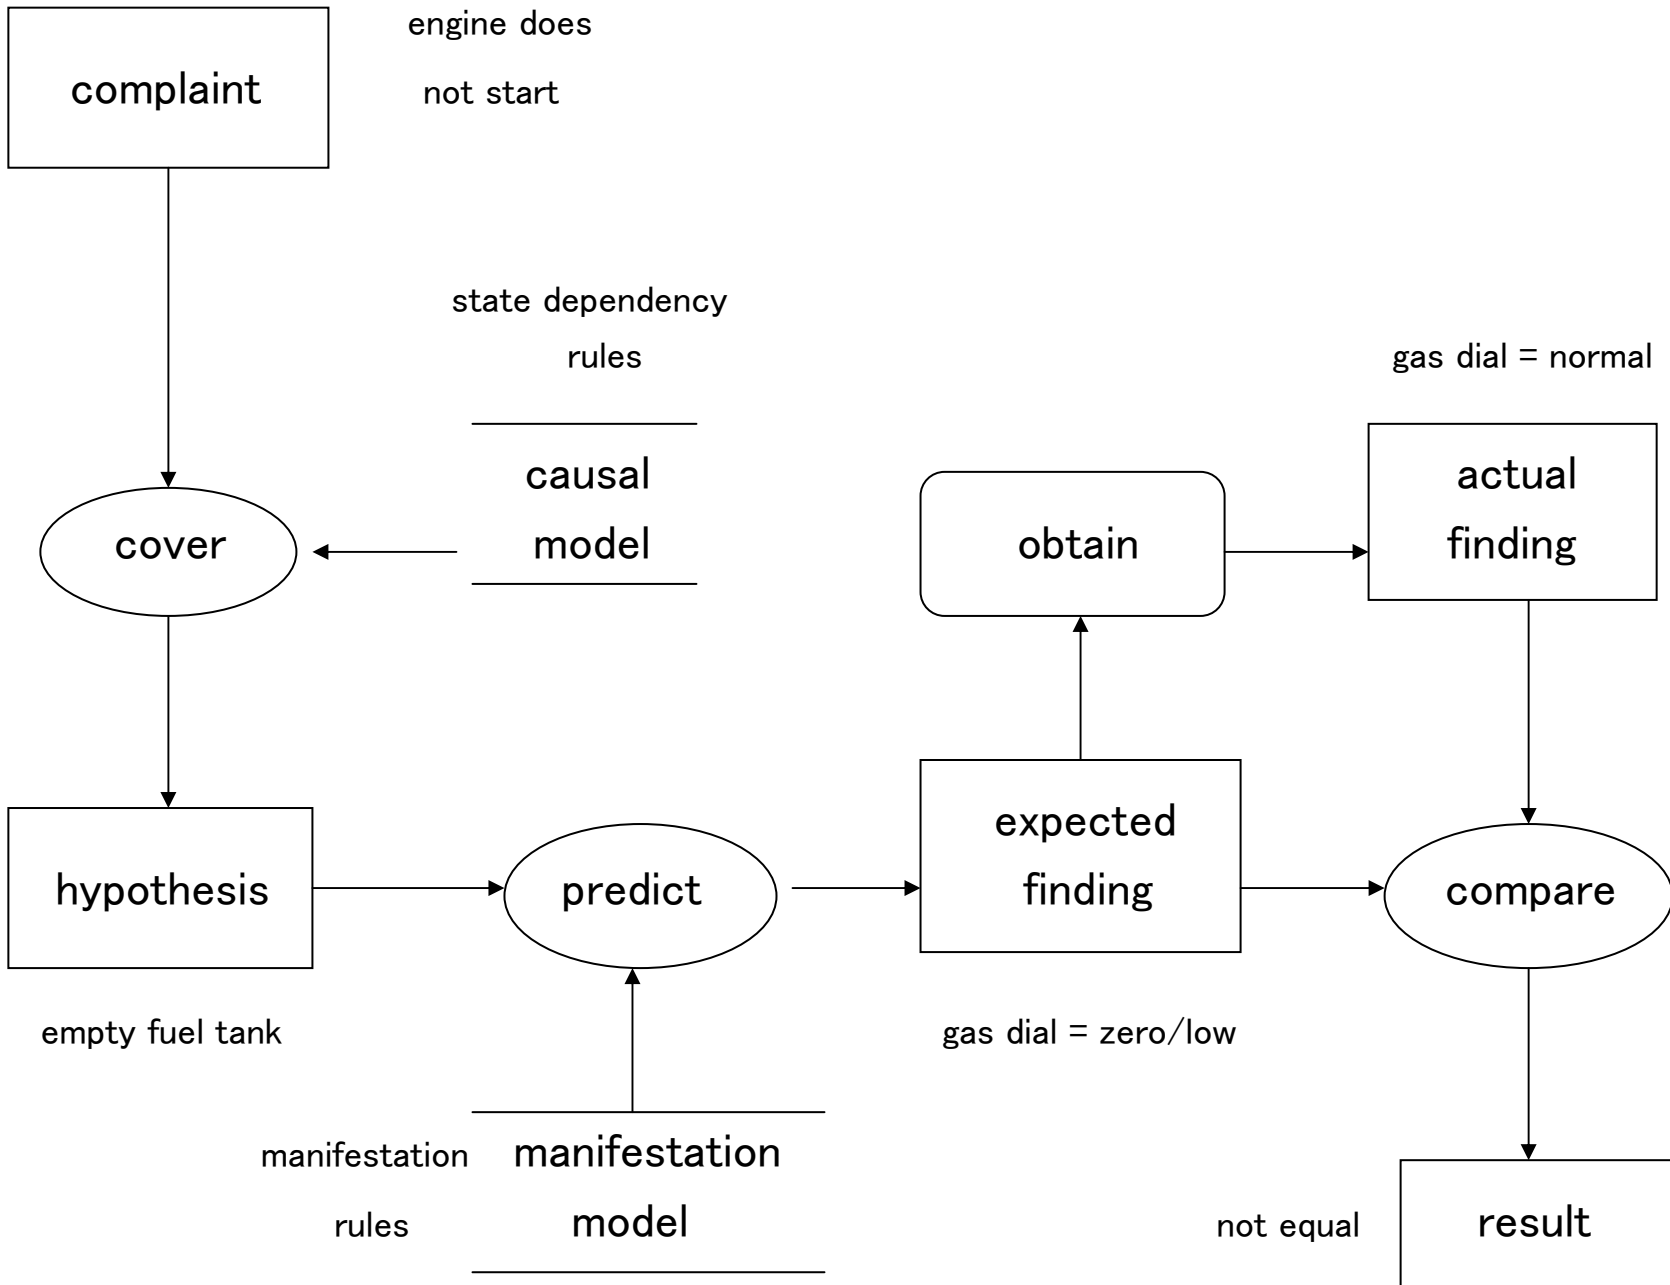 engine does
complaint
not start
state dependency
rules
gas dial = normal
causal
model
actual
finding
cover
obtain
expected
finding
hypothesis
predict
compare
empty fuel tank
gas dial = zero/low
manifestation
rules
manifestation
model
not equal
result